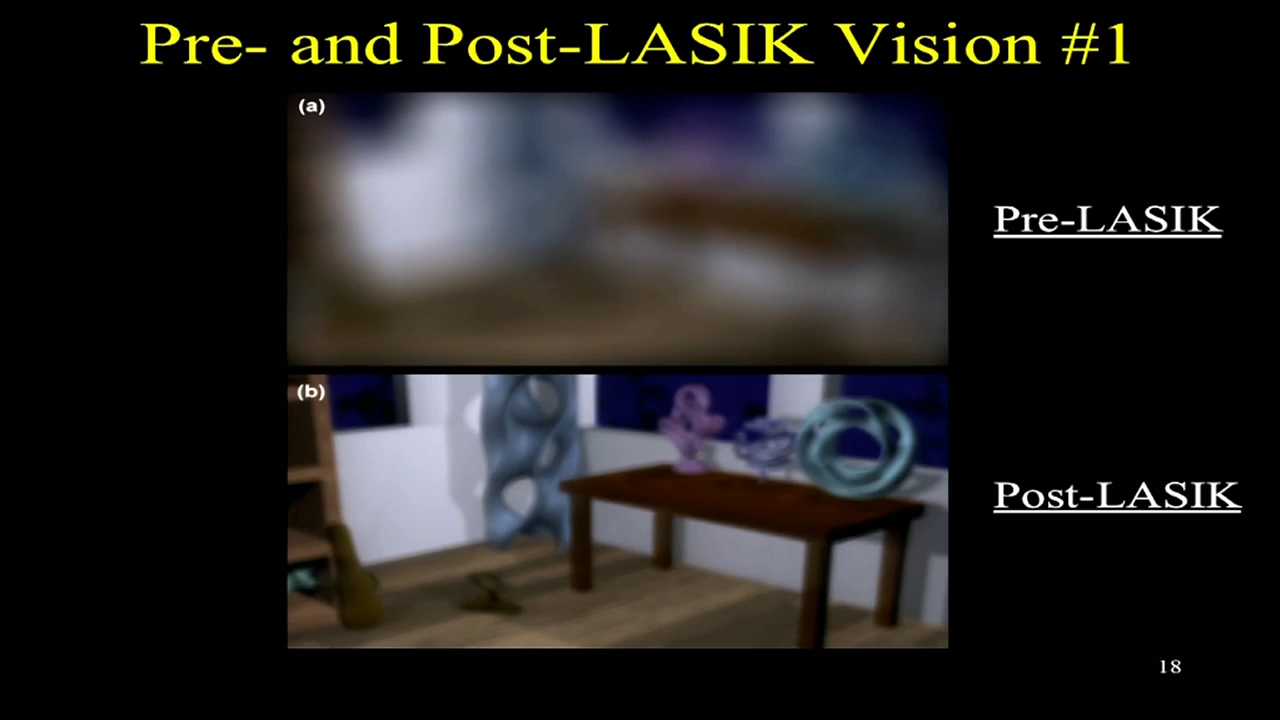 Pre- and Post-LASIK Vision #1
(a)
Pre-LASIK
(b)
Post-LASIK
18